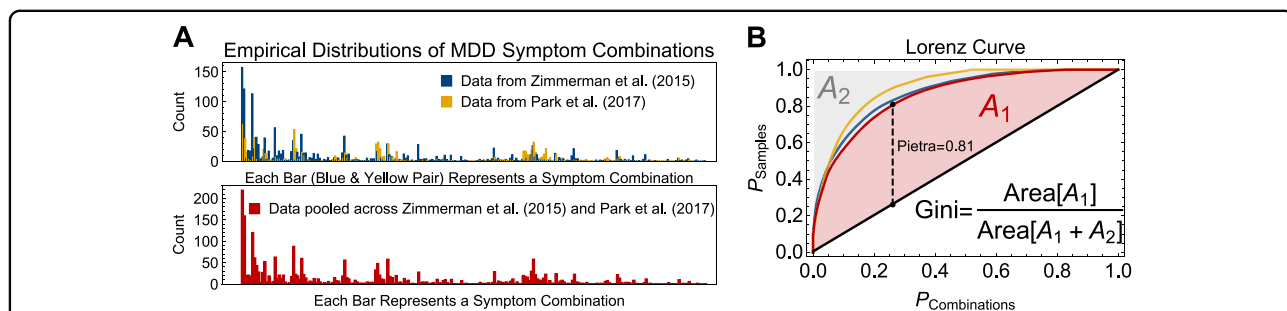 A
Empirical Distributions of MDD Symptom Combinations
150
100
50
0
Count
Data from Zimmerman et al. (2015)
Data from Park et al. (2017)
Each Bar (Blue & Yellow Pair) Represents a Symptom Combination
200
150
100
50
0
Count
Data pooled across Zimmerman et al. (2015) and Park et al. (2017)
Each Bar Represents a Symptom Combination
B
Lorenz Curve
1.0
0.8
0.6
0.4
0.2
0.0
P Samples
A2
A1
Pietra=0.81
Gini= Area[A1]
Area[A1 + A2]
0.0 0.2 0.4 0.6 0.8 1.0
P Combinations